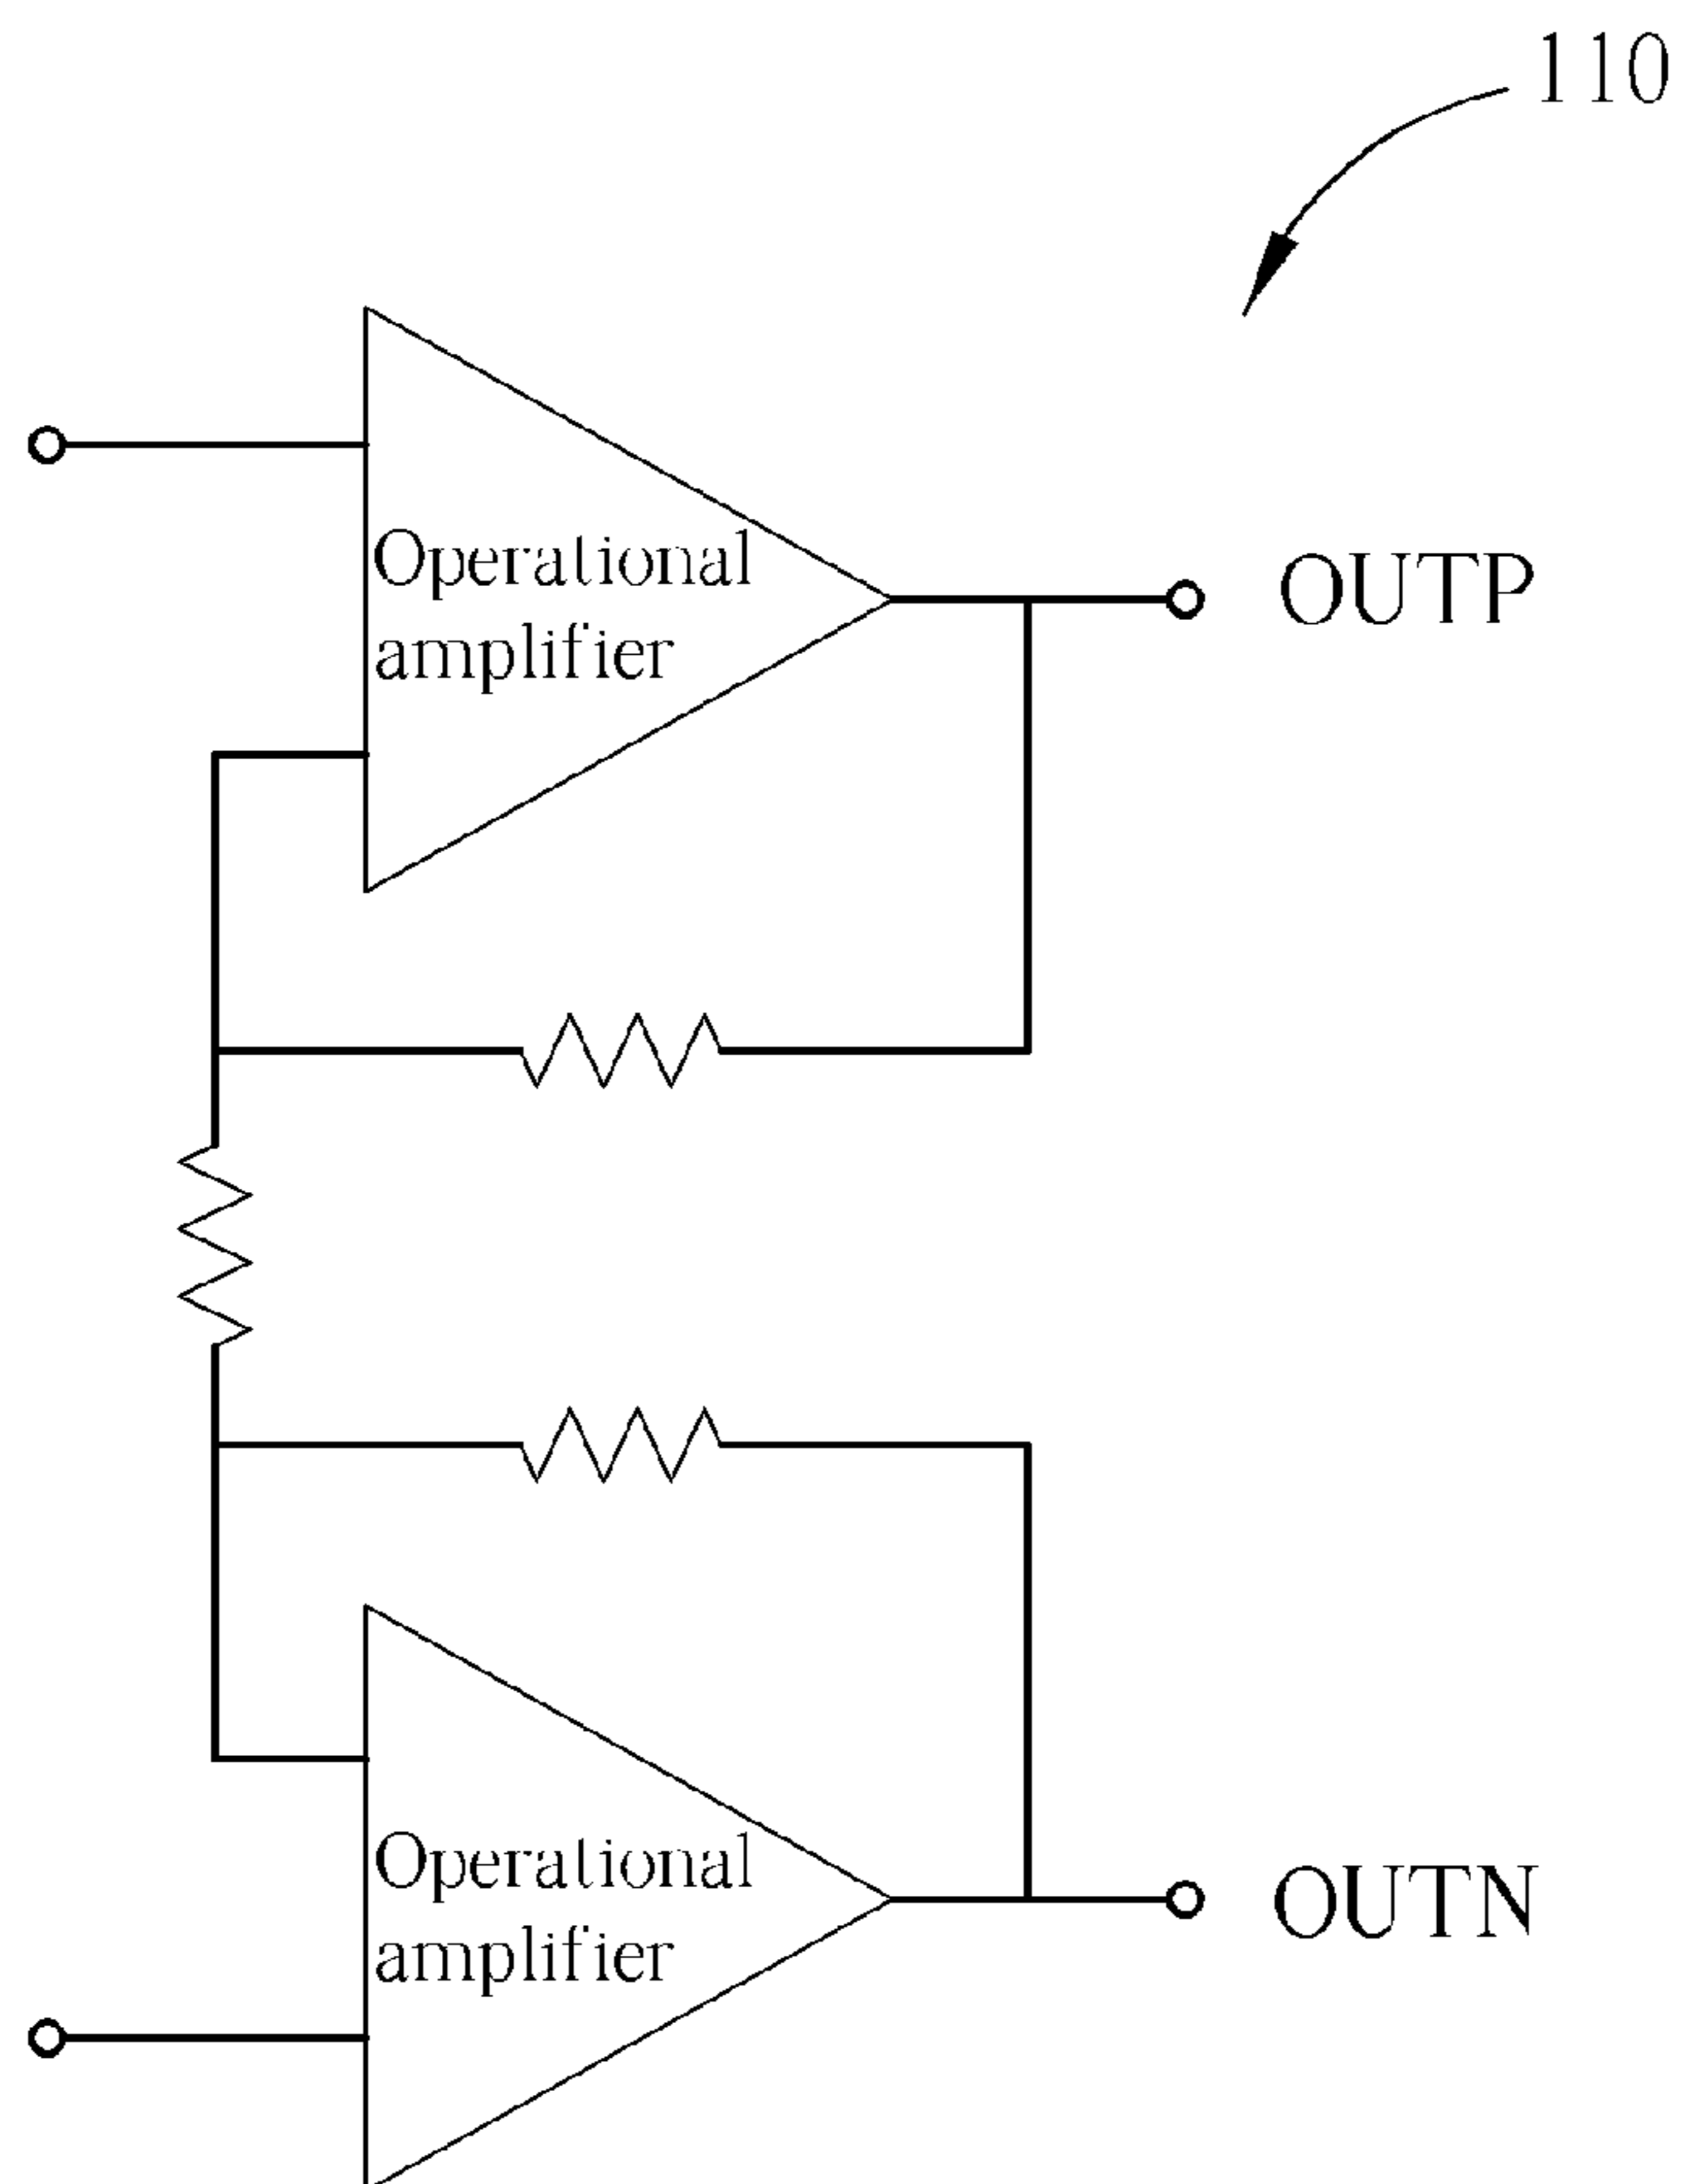 110
Operational
amplifier
OUTP
Operational
amplifier
OUTN